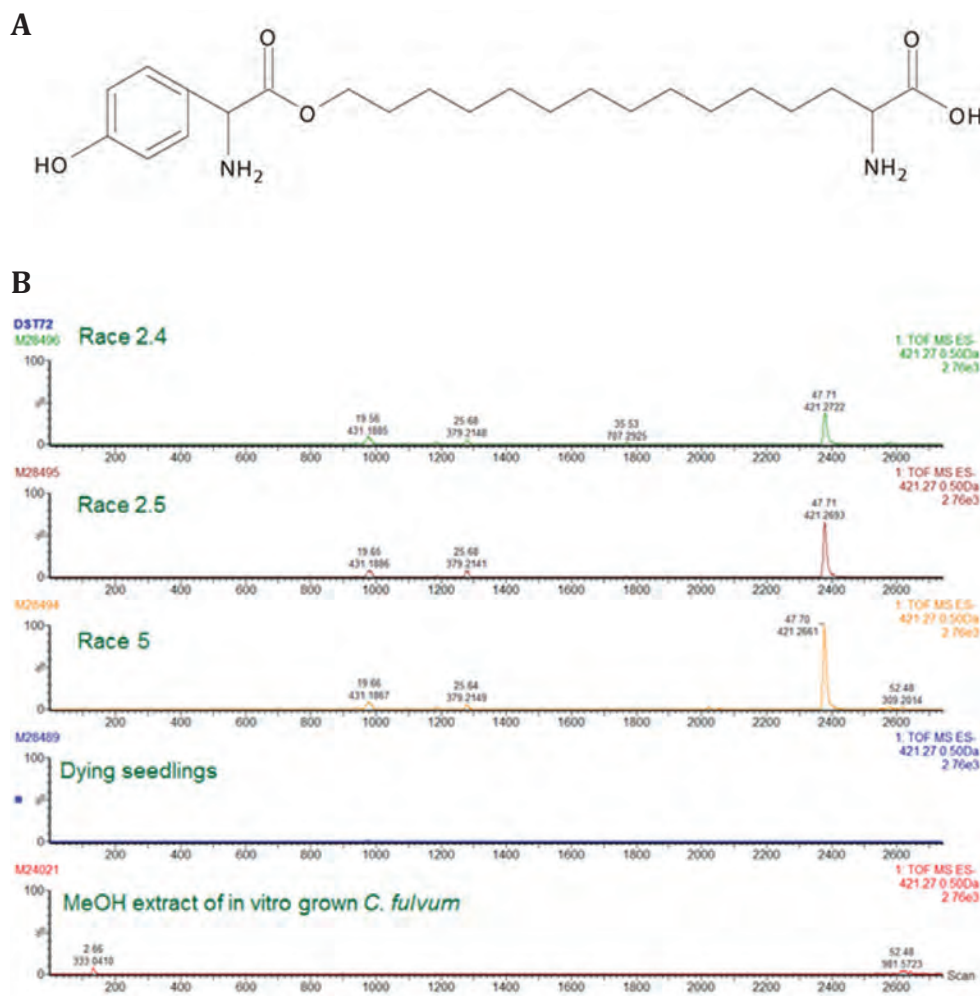 A
O
O
O
OH
HO
NH2
NH2
B
DST72
M28496
Race 2.4
1: TOF MS ES-
421.27 0.50Da
2.76e3
100
%
0
19.56
431.1885
25.68
379.2148
35.53
707.2925
47.71
421.2722
200 400 600 800 1000 1200 1400 1600 1800 2000 2200 2400 2600
M28495
Race 2.5
1: TOF MS ES-
421.27 0.50Da
2.76e3
100
%
0
19.65
431.1886
25.68
379.2141
47.71
421.2693
200 400 600 800 1000 1200 1400 1600 1800 2000 2200 2400 2600
M28494
Race 5
1: TOF MS ES-
421.27 0.50Da
2.76e3
100
%
0
19.66
431.1867
25.64
379.2149
47.70
421.2661
52.48
309.2014
200 400 600 800 1000 1200 1400 1600 1800 2000 2200 2400 2600
M28489
Dying seedlings
1: TOF MS ES-
421.27 0.50Da
2.76e3
100
%
0
200 400 600 800 1000 1200 1400 1600 1800 2000 2200 2400 2600
M24021
MeOH extract of in vitro grown C. fulvum
1: TOF MS ES-
421.27 0.50Da
2.76e3
100
%
0
2.66
333.0410
52.48
981.5723
Scan
200 400 600 800 1000 1200 1400 1600 1800 2000 2200 2400 2600